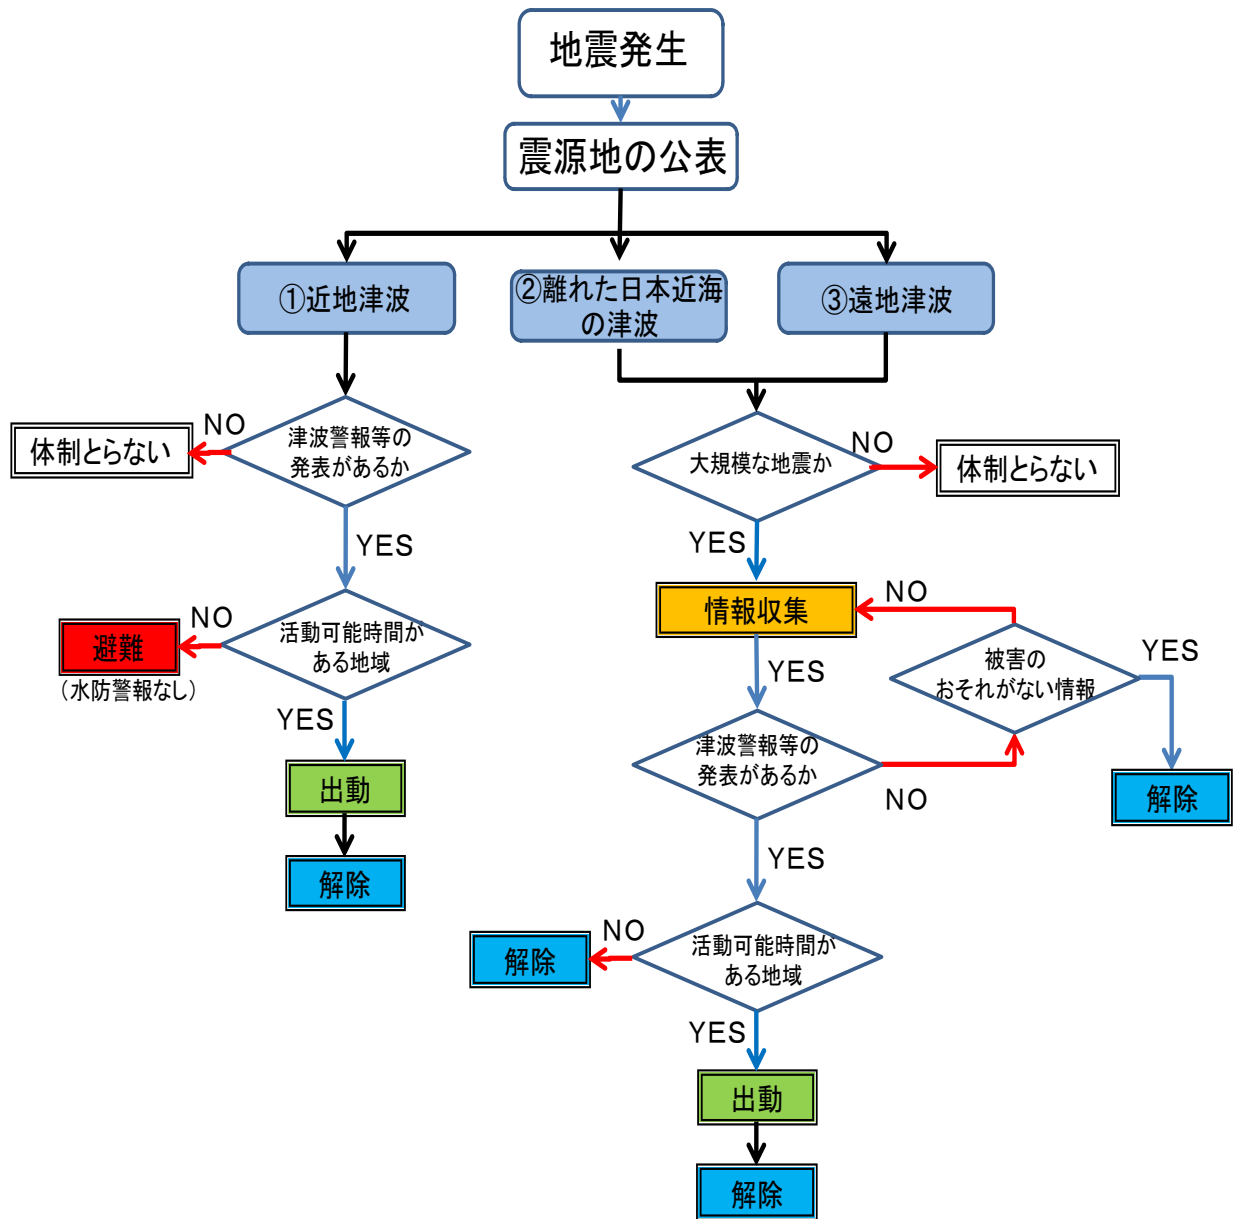 地震発生
震源地の公表
①近地津波
②離れた日本近海
の津波
③遠地津波
NO
体制とらない
津波警報等の
発表があるか
YES
NO
避難
(水防警報なし)
活動可能時間が
ある地域
YES
出動
解除
大規模な地震か
NO
体制とらない
YES
情報収集
NO
被害の
おそれがない情報
YES
解除
YES
津波警報等の
発表があるか
NO
YES
NO
解除
活動可能時間が
ある地域
YES
出動
解除